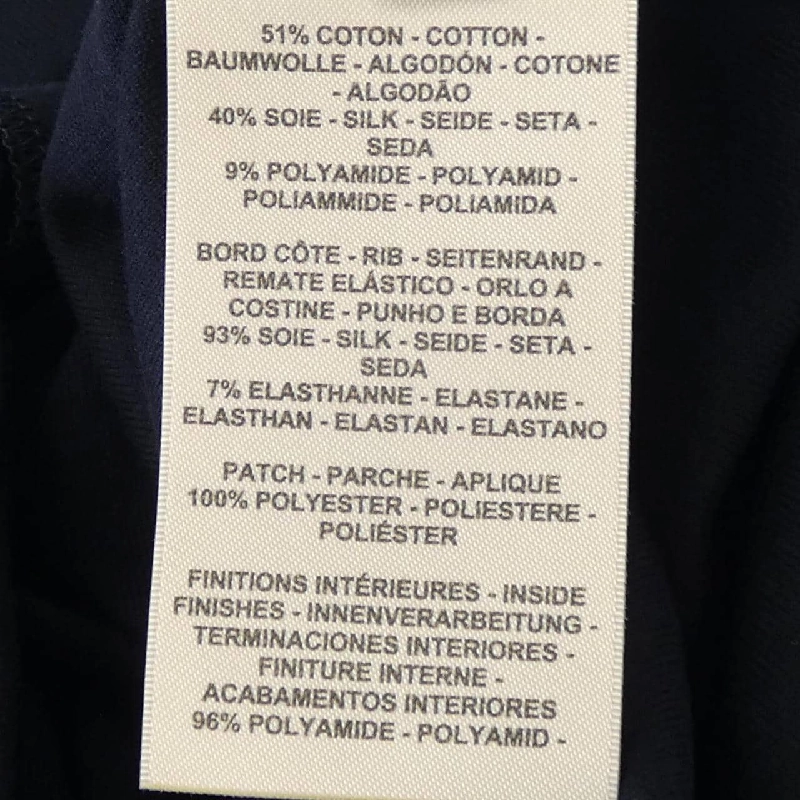 51% COTON - COTTON -
BAUMWOLLE - ALGODÓN - COTONE
- ALGODÃO
40% SOIE - SILK - SEIDE - SETA -
SEDA
9% POLYAMIDE - POLYAMID -
POLIAMMIDE - POLIAMIDA
BORD CÔTE - RIB - SEITENRAND -
REMATE ELÁSTICO - ORLO A
COSTINE - PUNHO E BORDA
93% SOIE - SILK - SEIDE - SETA -
SEDA
7% ELASTHANNE - ELASTANE -
ELASTHAN - ELASTAN - ELASTANO
PATCH - PARCHE - APLIQUE
100% POLYESTER - POLIESTERE -
POLIÉSTER
FINITIONS INTÉRIEURES - INSIDE
FINISHES - INNENVERARBEITUNG -
TERMINACIONES INTERIORES -
FINITURE INTERNE -
ACABAMENTOS INTERIORES
96% POLYAMIDE - POLYAMID -